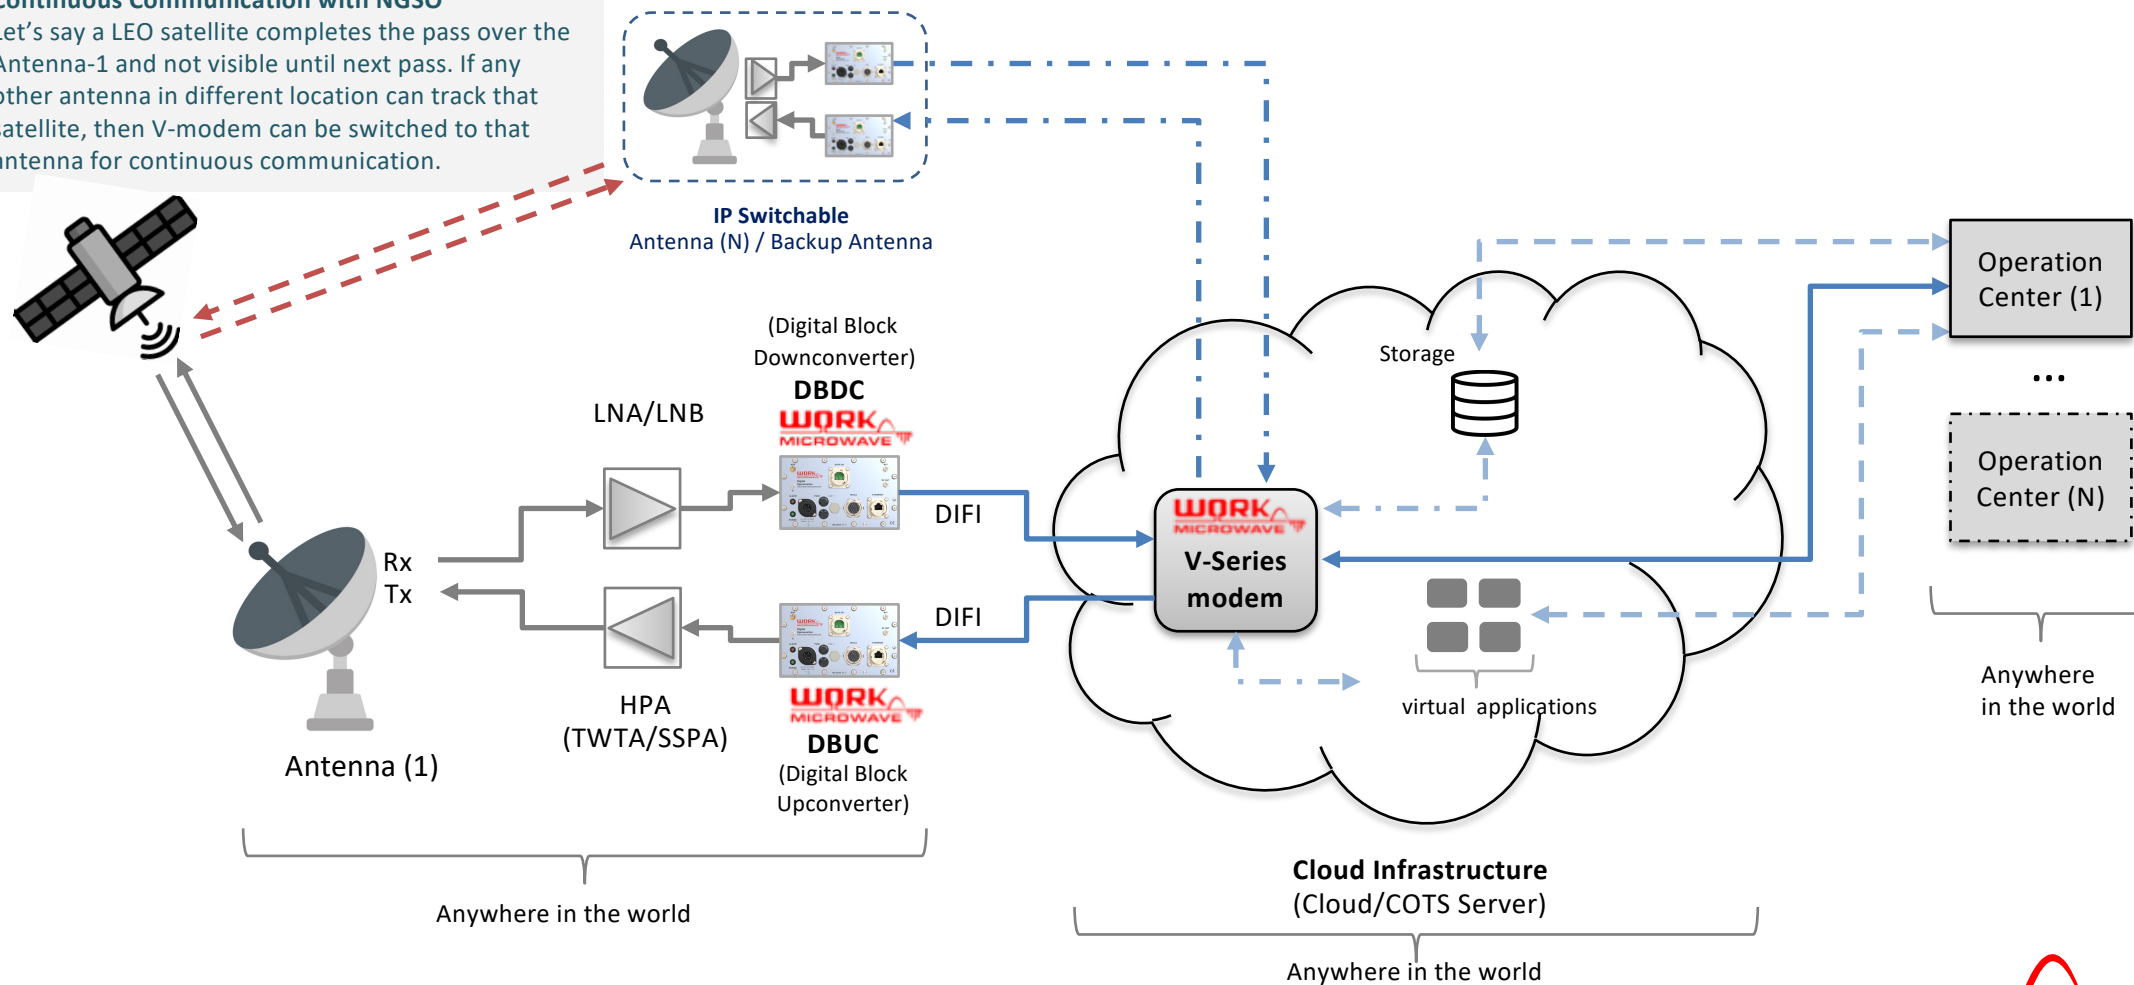 Continuous Communication with NGSO
Let's say a LEO satellite completes the pass over the
Antenna-1 and not visible until next pass. If any
other antenna in different location can track that
satellite, then V-modem can be switched to that
antenna for continuous communication.
IP Switchable
Antenna (N) / Backup Antenna
(Digital Block
Downconverter)
DBDC
WORK
MICROWAVE
LNA/LNB
DIFI
Rx
Tx
DIFI
HPA
(TWTA/SSPA)
WORK
MICROWAVE
DBUC
(Digital Block
Upconverter)
Antenna (1)
Anywhere in the world
Storage
WORK
MICROWAVE
V-Series
modem
virtual applications
Cloud Infrastructure
(Cloud/COTS Server)
Anywhere in the world
Operation
Center (1)
...
Operation
Center (N)
Anywhere
in the world